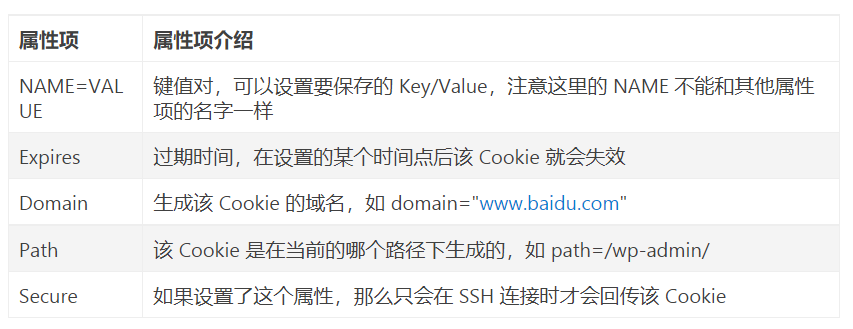 属性项 属性项介绍
NAME=VAL 键值对，可以设置要保存的 Key/Value，注意这里的 NAME 不能和其他属性
UE 项的名字一样
Expires 过期时间，在设置的某个时间点后该 Cookie 就会失效
Domain 生成该 Cookie 的域名，如 domain="www.baidu.com"
Path 该 Cookie 是在当前的哪个路径下生成的，如 path=/wp-admin/
Secure 如果设置了这个属性，那么只会在 SSH 连接时才会回传该 Cookie